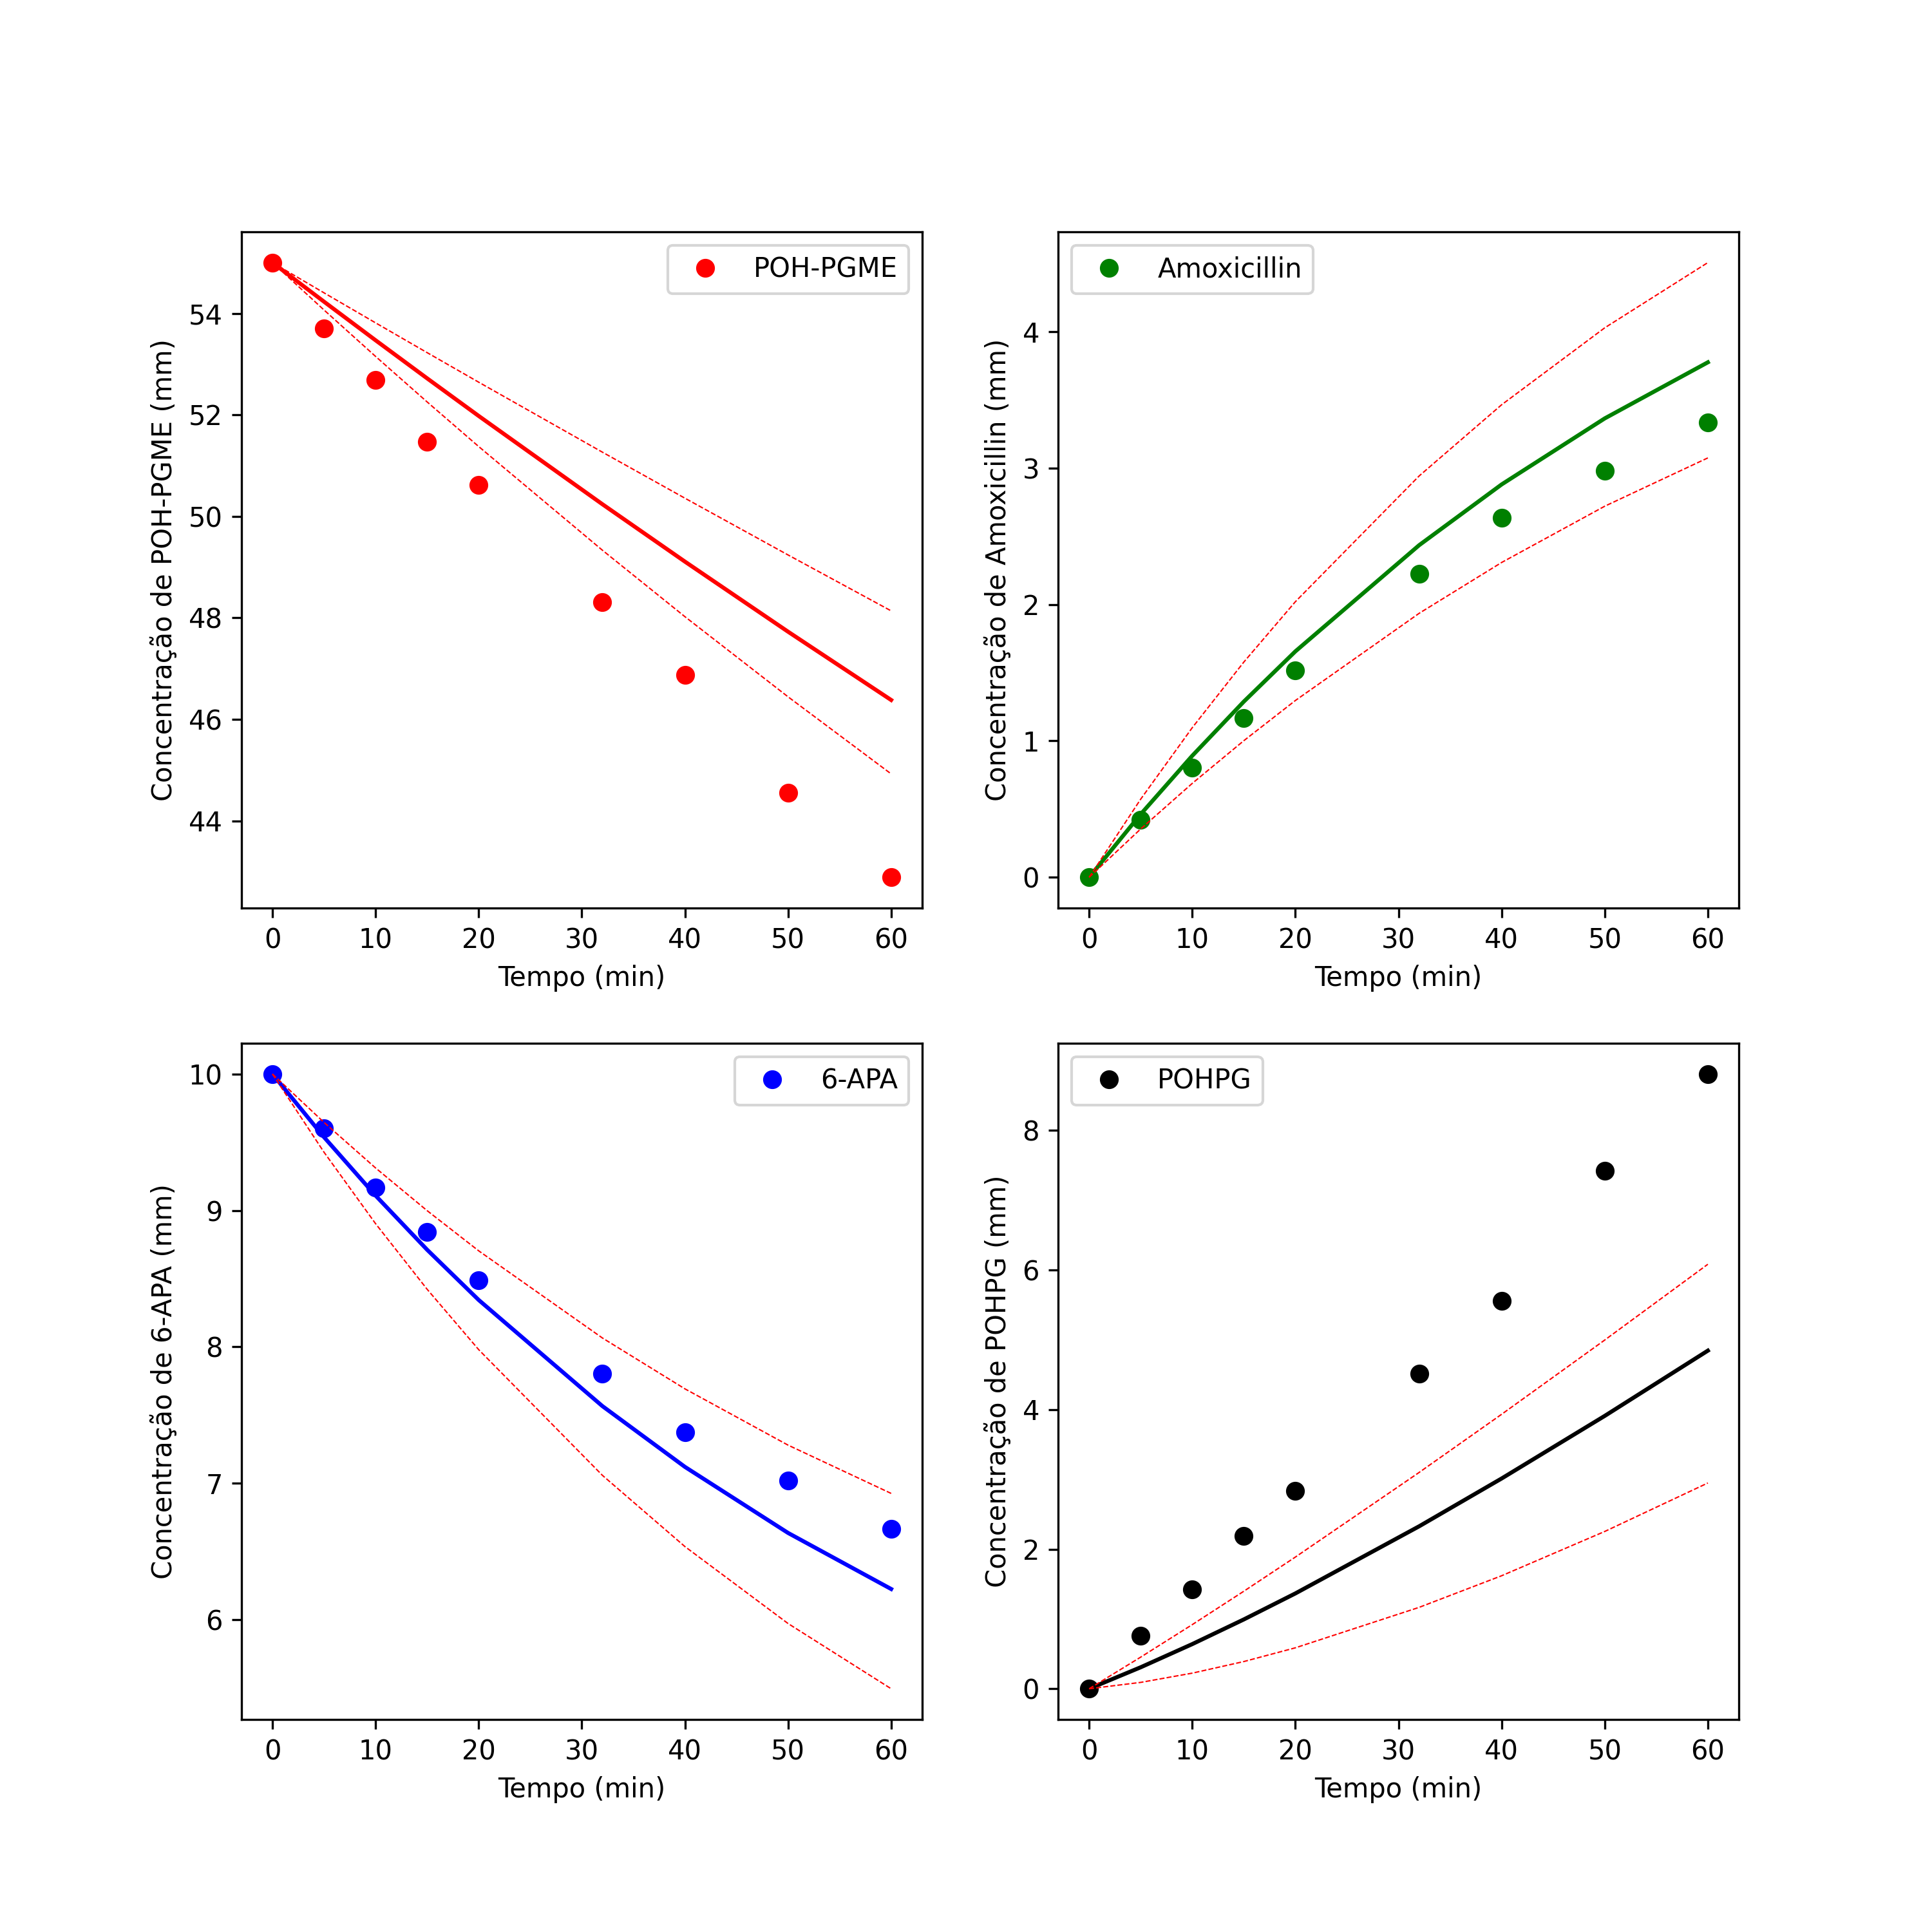 POH-PGME
Concentração de POH-PGME (mm)
54
52
50
48
46
44
0 10 20 30 40 50 60
Tempo (min)
Amoxicillin
Concentração de Amoxicillin (mm)
4
3
2
1
0
0 10 20 30 40 50 60
Tempo (min)
6-APA
Concentração de 6-APA (mm)
10
9
8
7
6
0 10 20 30 40 50 60
Tempo (min)
POHPG
Concentração de POHPG (mm)
8
6
4
2
0
0 10 20 30 40 50 60
Tempo (min)